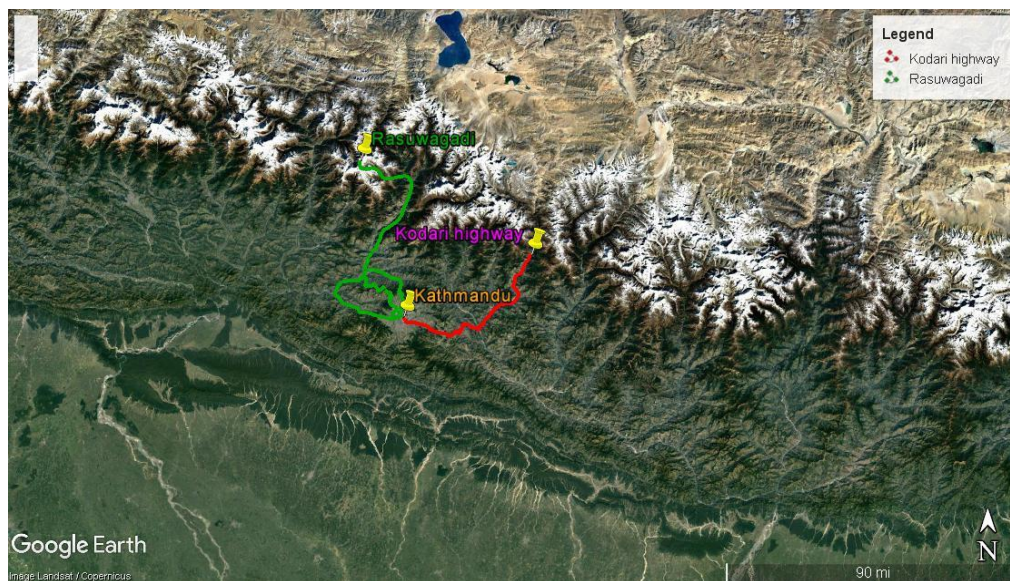 Legend
Kodari highway
Rasuwagadi
Rasuwagadi
Kodari highway
Kathmandu
Google Earth
N
Image Landsat / Copernicus
90 mi